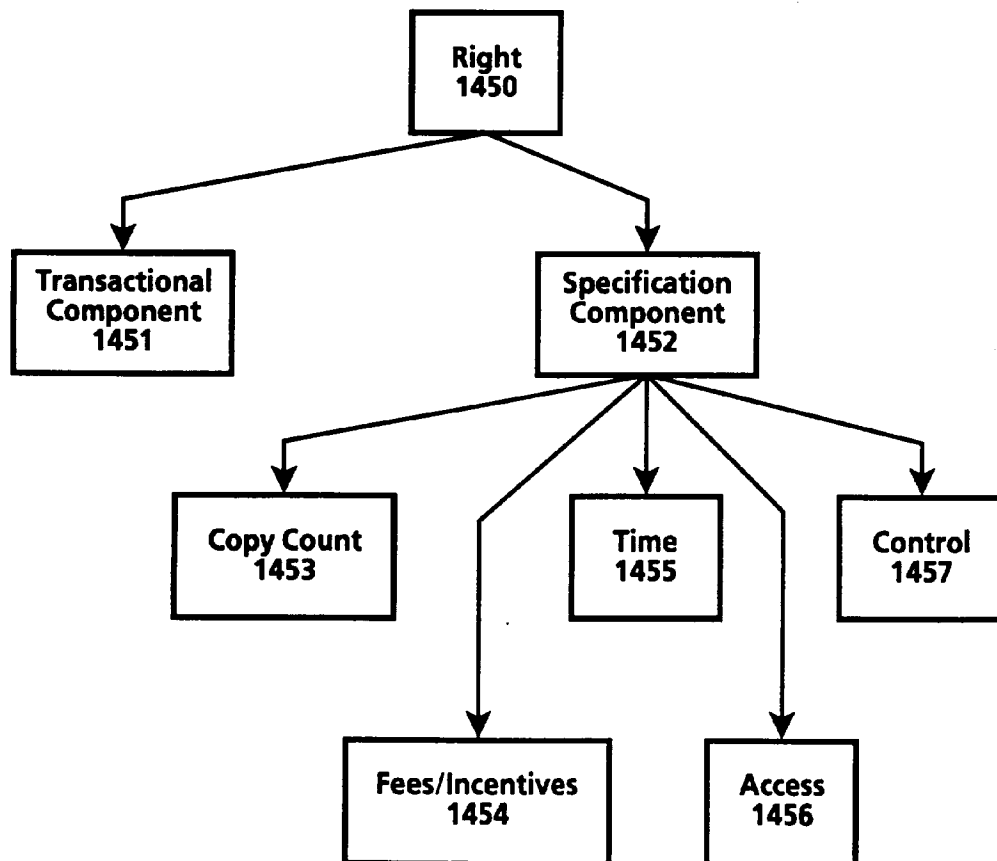 Right
1450
Transactional
Component
1451
Specification
Component
1452
Copy Count
1453
Time
1455
Control
1457
Fees/Incentives
1454
Access
1456